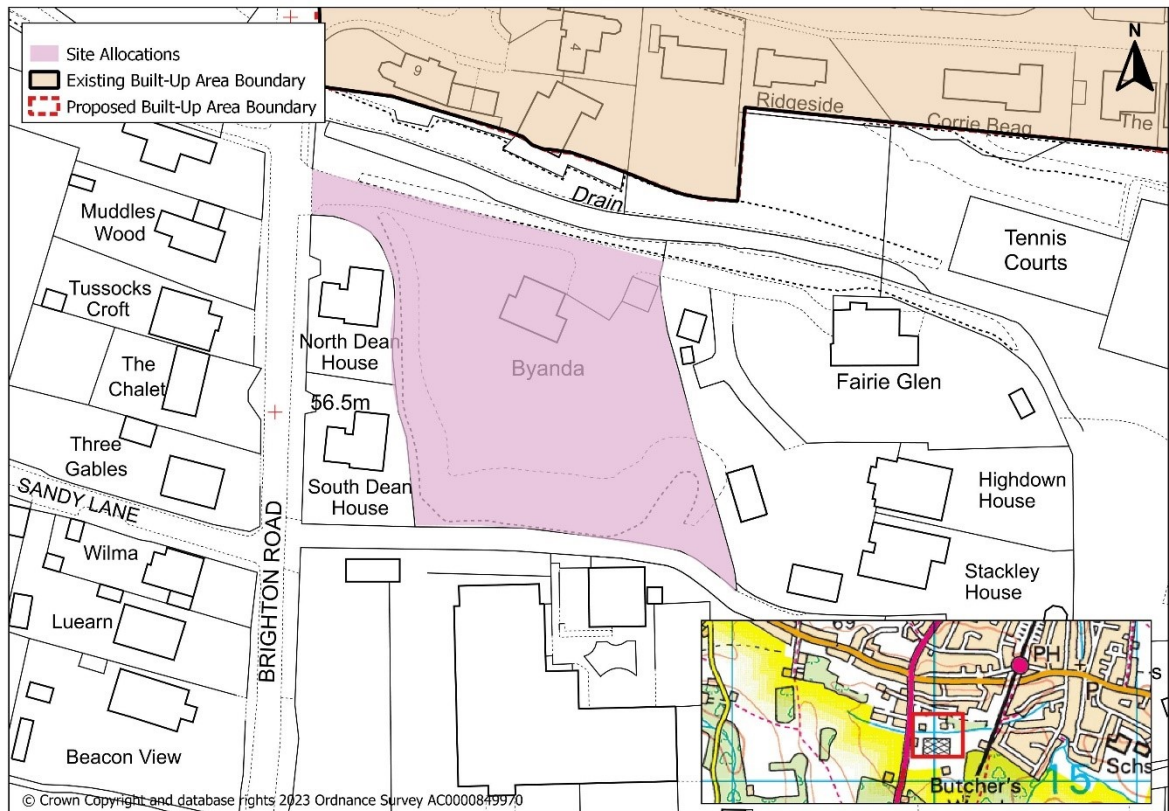 Site Allocations
Existing Built-Up Area Boundary
Proposed Built-Up Area Boundary
N
4
9
Ridgeside
Corrie Beag
The
Drain
Muddles
Wood
Tennis
Courts
Tussocks
Croft
North Dean
House
The
Chalet
Byanda
Fairie Glen
56.5m
Three
Gables
South Dean
House
Highdown
House
SANDY LANE
Wilma
BRIGHTON ROAD
Stackley
House
Luearn
Beacon View
69
PH
P
s
Schs
Butcher's
15
© Crown Copyright and database rights 2023 Ordnance Survey AC0000849970